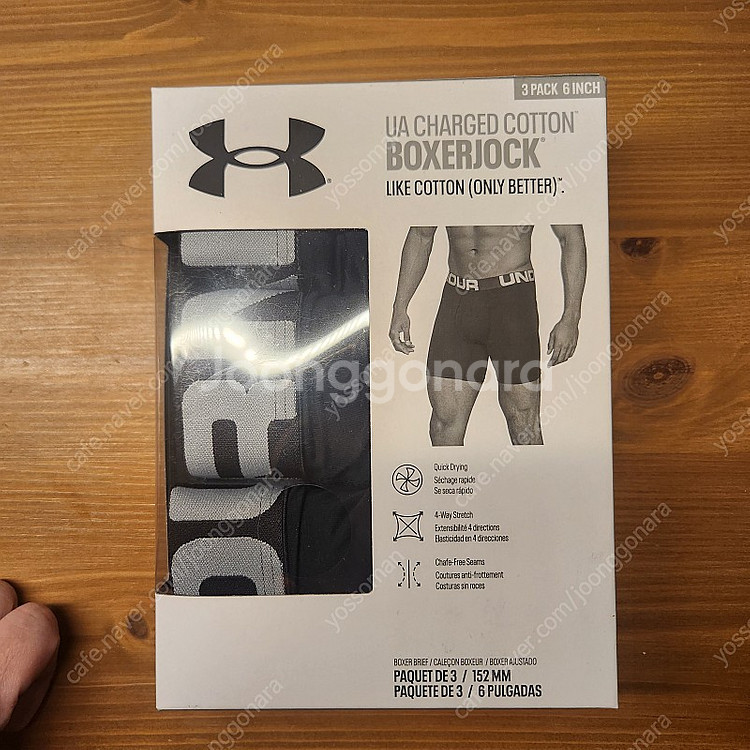 3 PACK 6 INCH
UA CHARGED COTTON™
BOXERJOCK®
LIKE COTTON (ONLY BETTER)™.
OUR UND
Joonggonara
Quick Drying
Séchage rapide
Se seca rápido
4-Way Stretch
Extensibilité 4 directions
Elasticidad en 4 direcciones
Chafe-Free Seams
Coutures anti-frottement
Costuras sin roces
BOXER BRIEF / CALEÇON BOXEUR / BOXER AJUSTADO
PAQUET DE 3 / 152 MM
PAQUETE DE 3 / 6 PULGADAS
yossoman
cafe.naver.com/joonggonara